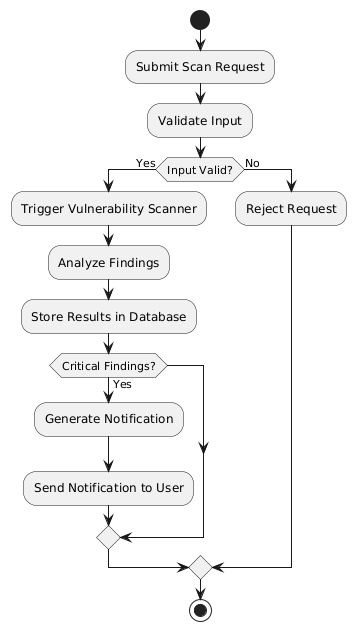 Submit Scan Request
Validate Input
Yes
Input Valid?
No
Trigger Vulnerability Scanner
Reject Request
Analyze Findings
Store Results in Database
Critical Findings?
Yes
Generate Notification
Send Notification to User